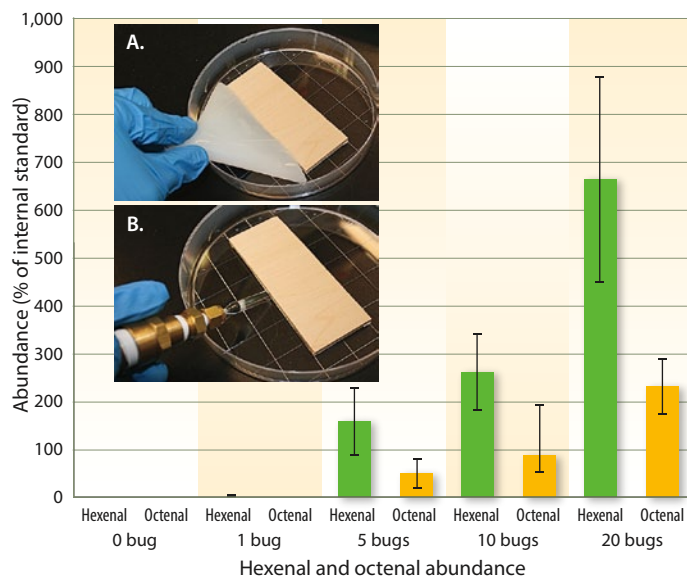 1,000
900
800
700
600
500
400
300
200
100
0
Abundance (% of internal standard)
A.
B.
Hexenal Octenal Hexenal Octenal Hexenal Octenal Hexenal Octenal Hexenal Octenal
0 bug 1 bug 5 bugs 10 bugs 20 bugs
Hexenal and octenal abundance